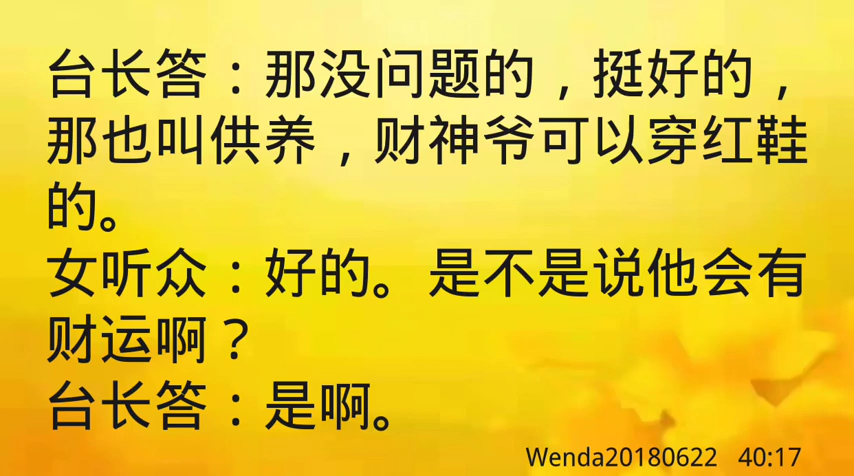 台长答：那没问题的，挺好的，
那也叫供养，财神爷可以穿红鞋
的。
女听众：好的。是不是说他会有
财运啊？
台长答：是啊。
Wenda20180622 40:17